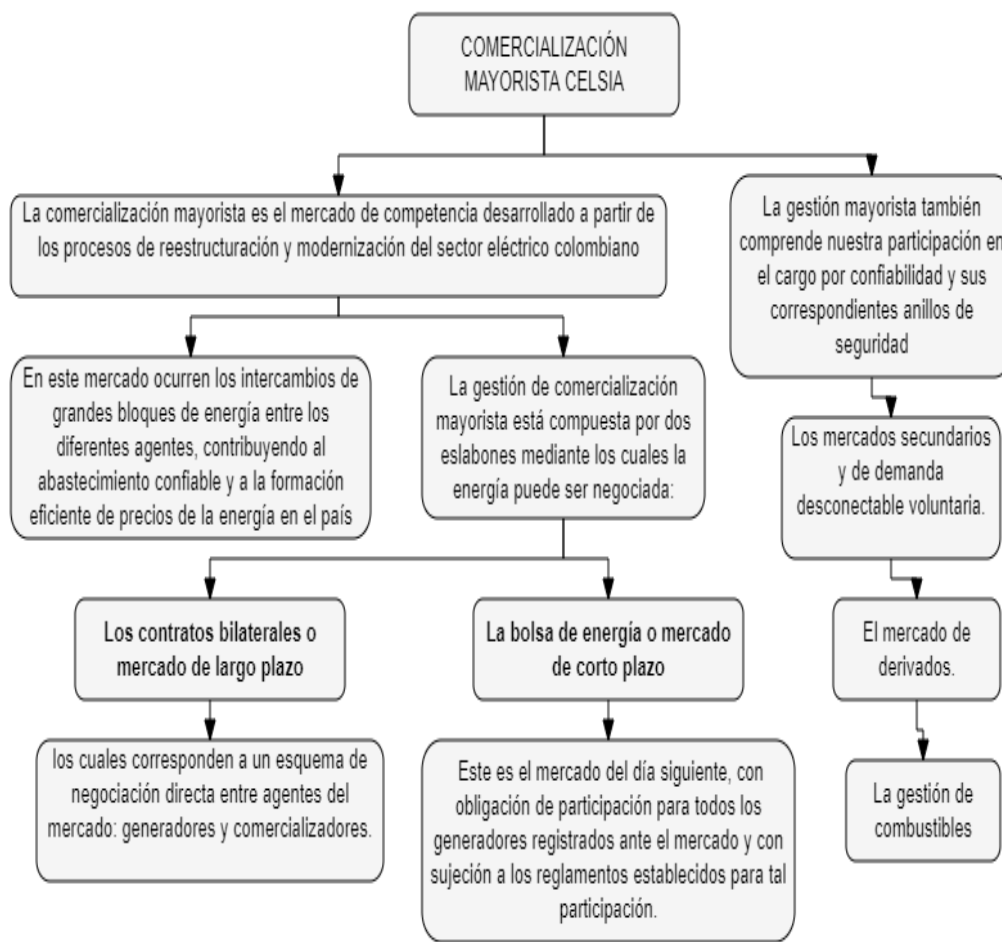 COMERCIALIZACIÓN
MAYORISTA CELSIA
La comercialización mayorista es el mercado de competencia desarrollado a partir de
los procesos de reestructuración y modernización del sector eléctrico colombiano
La gestión mayorista también
comprende nuestra participación en
el cargo por confiabilidad y sus
correspondientes anillos de
seguridad
En este mercado ocurren los intercambios de
grandes bloques de energía entre los
diferentes agentes, contribuyendo al
abastecimiento confiable y a la formación
eficiente de precios de la energía en el país
La gestión de comercialización
mayorista está compuesta por dos
eslabones mediante los cuales la
energía puede ser negociada:
Los mercados secundarios
y de demanda
desconectable voluntaria.
Los contratos bilaterales o
mercado de largo plazo
La bolsa de energía o mercado
de corto plazo
El mercado de
derivados.
los cuales corresponden a un esquema de
negociación directa entre agentes del
mercado: generadores y comercializadores.
Este es el mercado del día siguiente, con
obligación de participación para todos los
generadores registrados ante el mercado y con
sujeción a los reglamentos establecidos para tal
participación.
La gestión de
combustibles